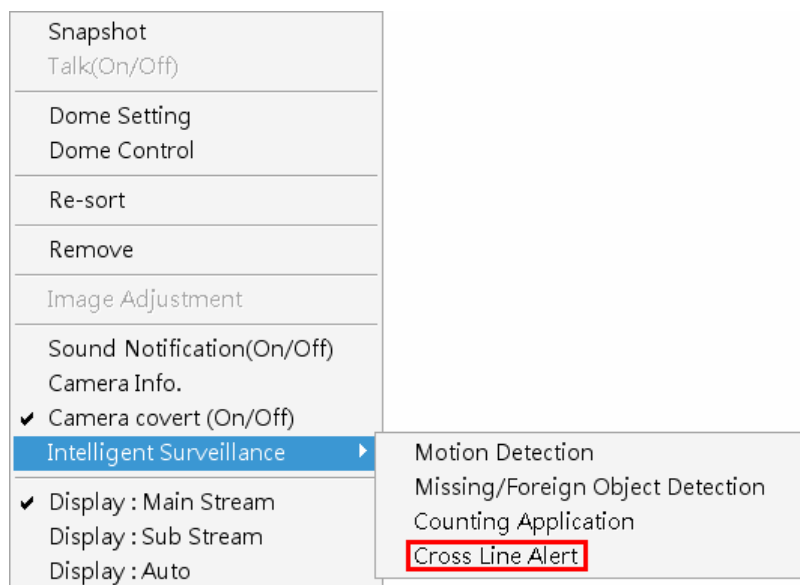 Snapshot
Talk(On/Off)
Dome Setting
Dome Control
Re-sort
Remove
Image Adjustment
Sound Notification(On/Off)
Camera Info.
Camera covert (On/Off)
Intelligent Surveillance
Motion Detection
Missing/Foreign Object Detection
Counting Application
Cross Line Alert
Display : Main Stream
Display : Sub Stream
Display : Auto